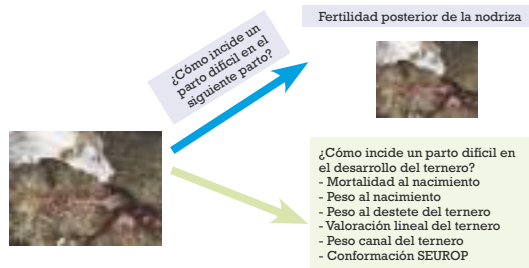 ¿Cómo incide un
parto difícil en el
siguiente parto?
Fertilidad posterior de la nodriza
¿Cómo incide un parto difícil en
el desarrollo del ternero?
- Mortalidad al nacimiento
- Peso al nacimiento
- Peso al destete del ternero
- Valoración lineal del ternero
- Peso canal del ternero
- Conformación SEUROP